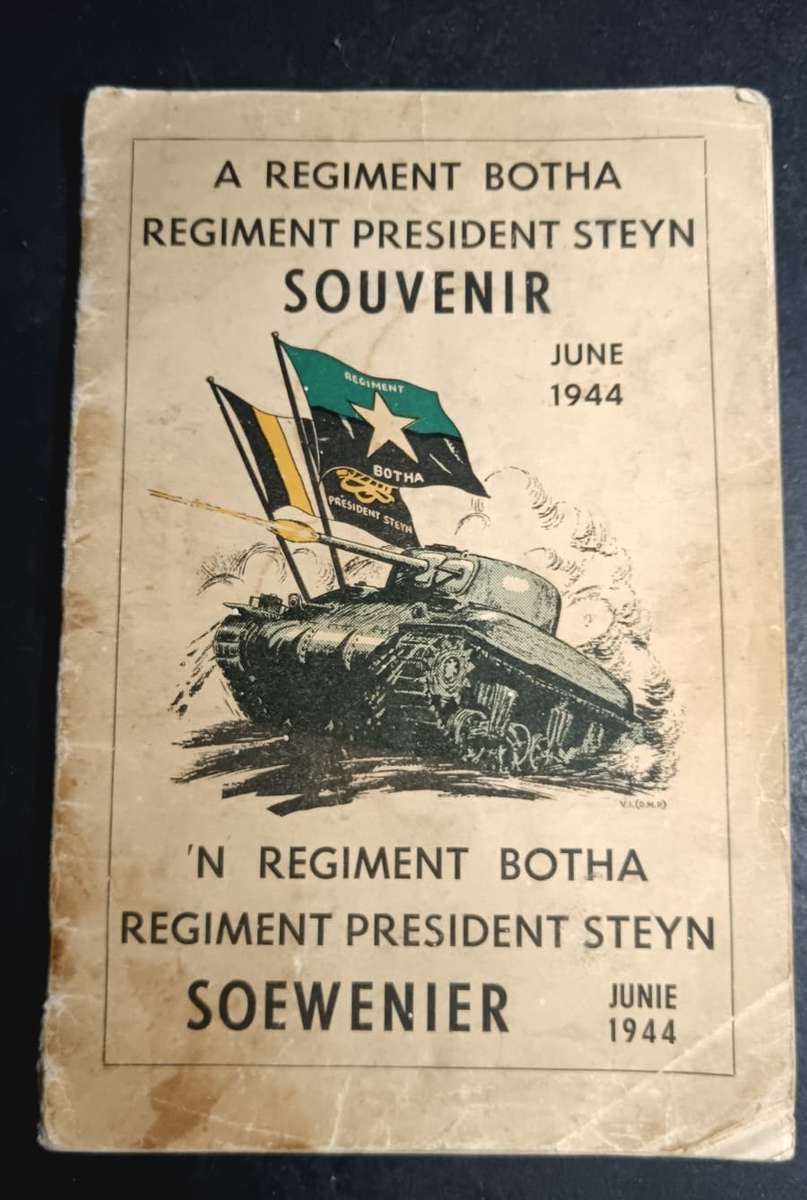 A REGIMENT BOTHA
REGIMENT PRESIDENT STEYN
SOUVENIR
JUNE
1944
REGIMENT
BOTHA
PRESIDENT STEYN
V.I.(D.M.P.)
'N REGIMENT BOTHA
REGIMENT PRESIDENT STEYN
SOEWENIER
JUNIE
1944